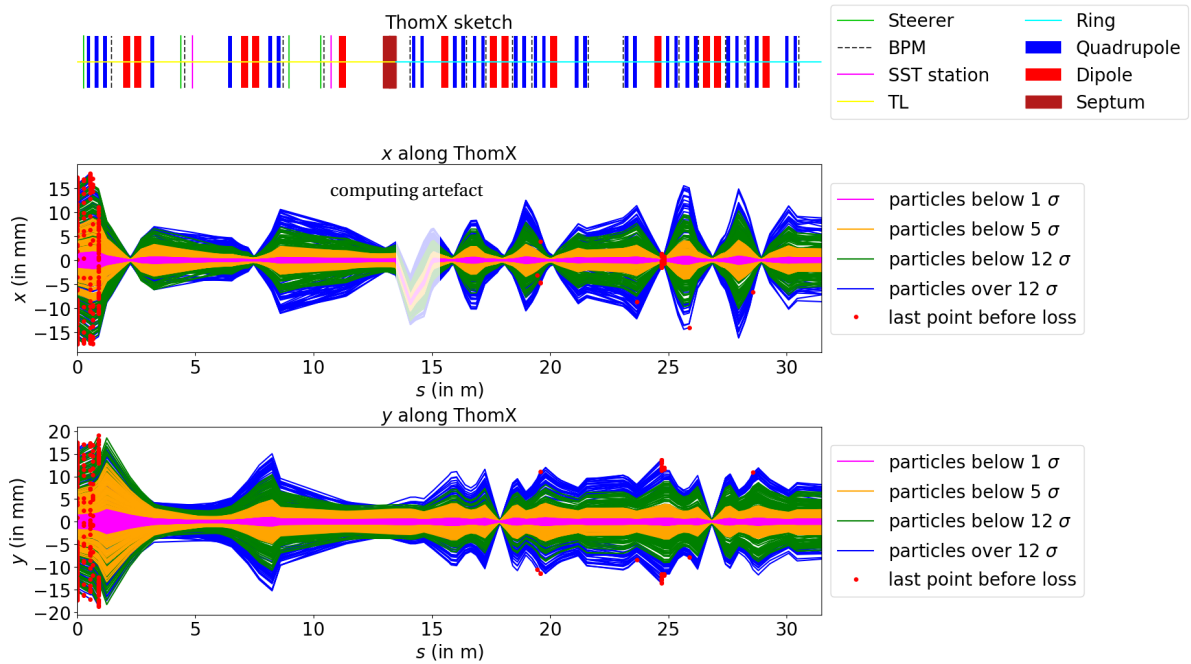 ThomX sketch
Steerer
BPM
SST station
TL
Ring
Quadrupole
Dipole
Septum
x along ThomX
computing artefact
15
10
5
0
−5
−10
−15
x (in mm)
0 5 10 15 20 25 30
s (in m)
particles below 1 σ
particles below 5 σ
particles below 12 σ
particles over 12 σ
last point before loss
y along ThomX
20
15
10
5
0
−5
−10
−15
−20
y (in mm)
0 5 10 15 20 25 30
s (in m)
particles below 1 σ
particles below 5 σ
particles below 12 σ
particles over 12 σ
last point before loss